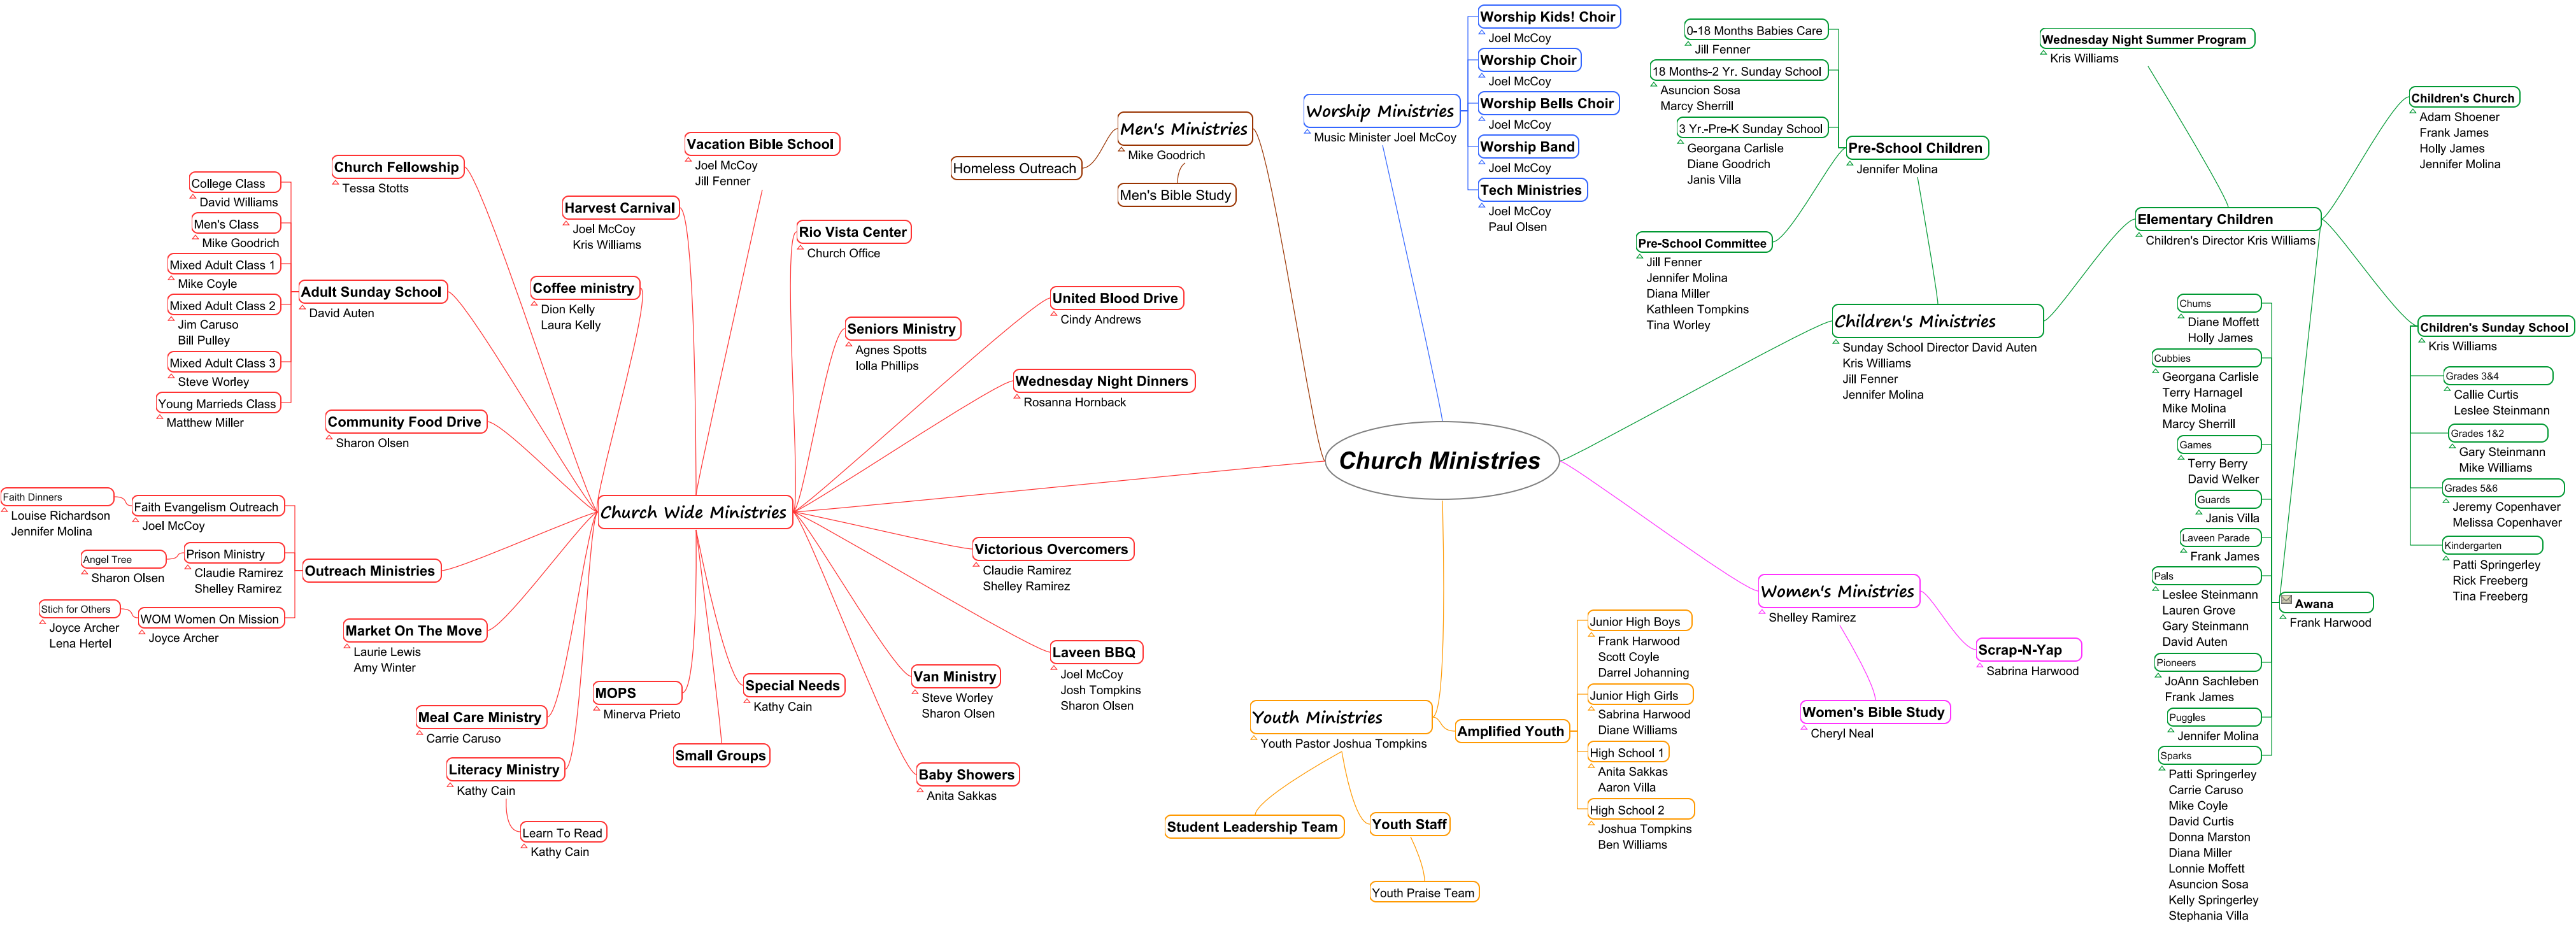 Church Ministries
Men's Ministries
Mike Goodrich
Homeless Outreach
Men's Bible Study
Worship Ministries
Music Minister Joel McCoy
Worship Kids! Choir
Joel McCoy
Worship Choir
Joel McCoy
Worship Bells Choir
Joel McCoy
Worship Band
Joel McCoy
Tech Ministries
Joel McCoy
Paul Olsen
Children's Ministries
Sunday School Director David Auten
Kris Williams
Jill Fenner
Jennifer Molina
Pre-School Children
Jennifer Molina
0-18 Months Babies Care
Jill Fenner
18 Months-2 Yr. Sunday School
Asuncion Sosa
Marcy Sherrill
3 Yr.-Pre-K Sunday School
Georgana Carlisle
Diane Goodrich
Janis Villa
Pre-School Committee
Jill Fenner
Jennifer Molina
Diana Miller
Kathleen Tompkins
Tina Worley
Elementary Children
Children's Director Kris Williams
Wednesday Night Summer Program
Kris Williams
Children's Church
Adam Shoener
Frank James
Holly James
Jennifer Molina
Children's Sunday School
Kris Williams
Grades 3&4
Callie Curtis
Leslee Steinmann
Grades 1&2
Gary Steinmann
Mike Williams
Grades 5&6
Jeremy Copenhaver
Melissa Copenhaver
Kindergarten
Patti Springerley
Rick Freeberg
Tina Freeberg
Awana
Frank Harwood
Chums
Diane Moffett
Holly James
Cubbies
Georgana Carlisle
Terry Harnagel
Mike Molina
Marcy Sherrill
Games
Terry Berry
David Welker
Guards
Janis Villa
Laveen Parade
Frank James
Pals
Leslee Steinmann
Lauren Grove
Gary Steinmann
David Auten
Pioneers
JoAnn Sachleben
Frank James
Puggles
Jennifer Molina
Sparks
Patti Springerley
Carrie Caruso
Mike Coyle
David Curtis
Donna Marston
Diana Miller
Lonnie Moffett
Asuncion Sosa
Kelly Springerley
Stephania Villa
Women's Ministries
Shelley Ramirez
Scrap-N-Yap
Sabrina Harwood
Women's Bible Study
Cheryl Neal
Youth Ministries
Youth Pastor Joshua Tompkins
Amplified Youth
Junior High Boys
Frank Harwood
Scott Coyle
Darrel Johanning
Junior High Girls
Sabrina Harwood
Diane Williams
High School 1
Anita Sakkas
Aaron Villa
High School 2
Joshua Tompkins
Ben Williams
Student Leadership Team
Youth Staff
Youth Praise Team
Church Wide Ministries
Vacation Bible School
Joel McCoy
Jill Fenner
Church Fellowship
Tessa Stotts
Harvest Carnival
Joel McCoy
Kris Williams
Rio Vista Center
Church Office
Coffee ministry
Dion Kelly
Laura Kelly
United Blood Drive
Cindy Andrews
Seniors Ministry
Agnes Spotts
Iolla Phillips
Wednesday Night Dinners
Rosanna Hornback
Adult Sunday School
David Auten
College Class
David Williams
Men's Class
Mike Goodrich
Mixed Adult Class 1
Mike Coyle
Mixed Adult Class 2
Jim Caruso
Bill Pulley
Mixed Adult Class 3
Steve Worley
Young Marrieds Class
Matthew Miller
Community Food Drive
Sharon Olsen
Outreach Ministries
Faith Evangelism Outreach
Joel McCoy
Faith Dinners
Louise Richardson
Jennifer Molina
Prison Ministry
Claudie Ramirez
Shelley Ramirez
Angel Tree
Sharon Olsen
WOM Women On Mission
Joyce Archer
Stich for Others
Joyce Archer
Lena Hertel
Market On The Move
Laurie Lewis
Amy Winter
Meal Care Ministry
Carrie Caruso
Literacy Ministry
Kathy Cain
Learn To Read
Kathy Cain
MOPS
Minerva Prieto
Small Groups
Special Needs
Kathy Cain
Victorious Overcomers
Claudie Ramirez
Shelley Ramirez
Laveen BBQ
Joel McCoy
Josh Tompkins
Sharon Olsen
Van Ministry
Steve Worley
Sharon Olsen
Baby Showers
Anita Sakkas